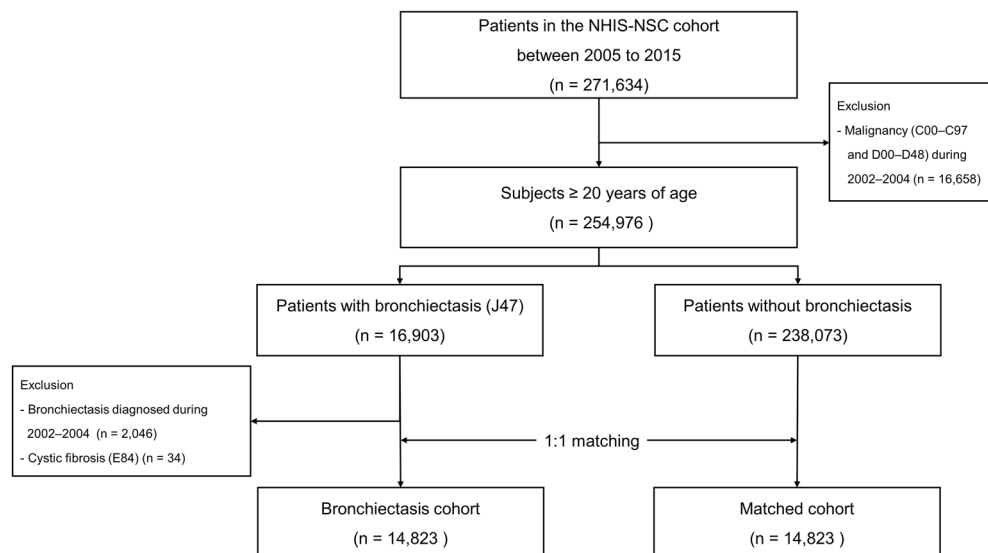 Patients in the NHIS-NSC cohort
between 2005 to 2015
(n = 271,634)
Exclusion
- Malignancy (C00–C97
and D00–D48) during
2002–2004 (n = 16,658)
Subjects ≥ 20 years of age
(n = 254,976 )
Patients with bronchiectasis (J47)
(n = 16,903)
Patients without bronchiectasis
(n = 238,073)
Exclusion
- Bronchiectasis diagnosed during
2002–2004 (n = 2,046)
- Cystic fibrosis (E84) (n = 34)
1:1 matching
Bronchiectasis cohort
(n = 14,823 )
Matched cohort
(n = 14,823 )